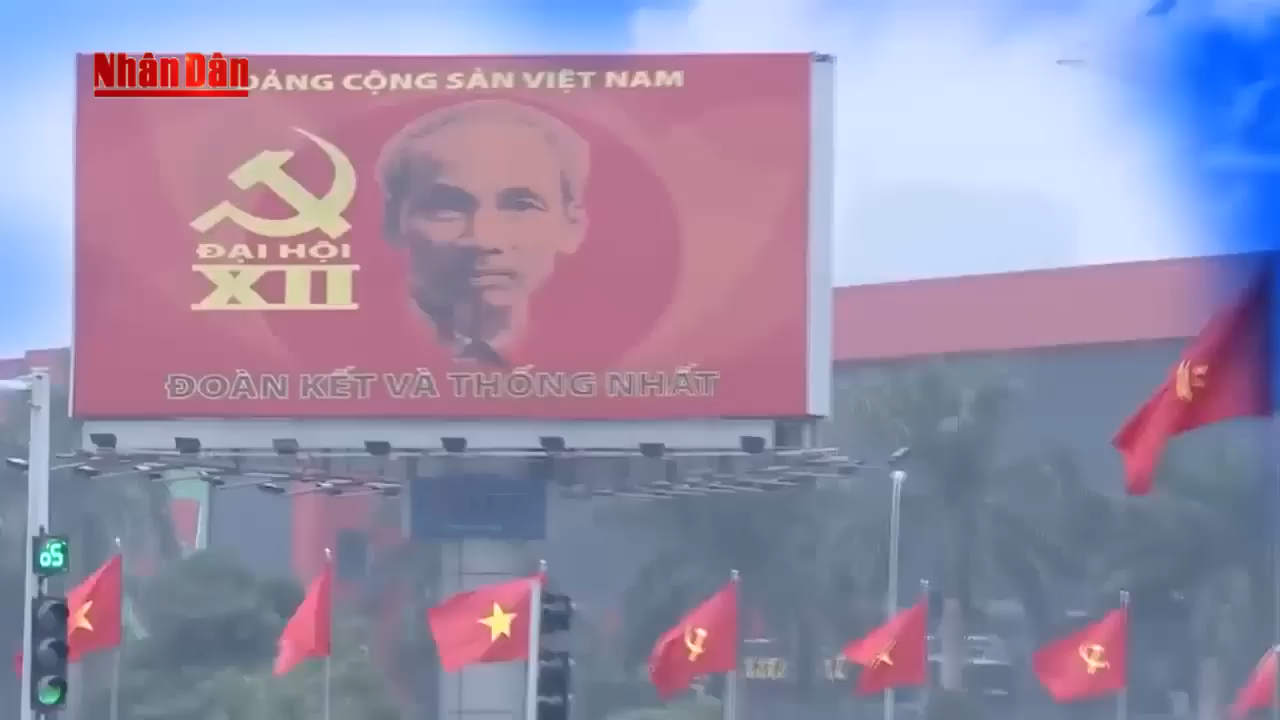 Nhân Dân
ĐẢNG CỘNG SẢN VIỆT NAM
ĐẠI HỘI
XII
ĐOÀN KẾT VÀ THỐNG NHẤT
05